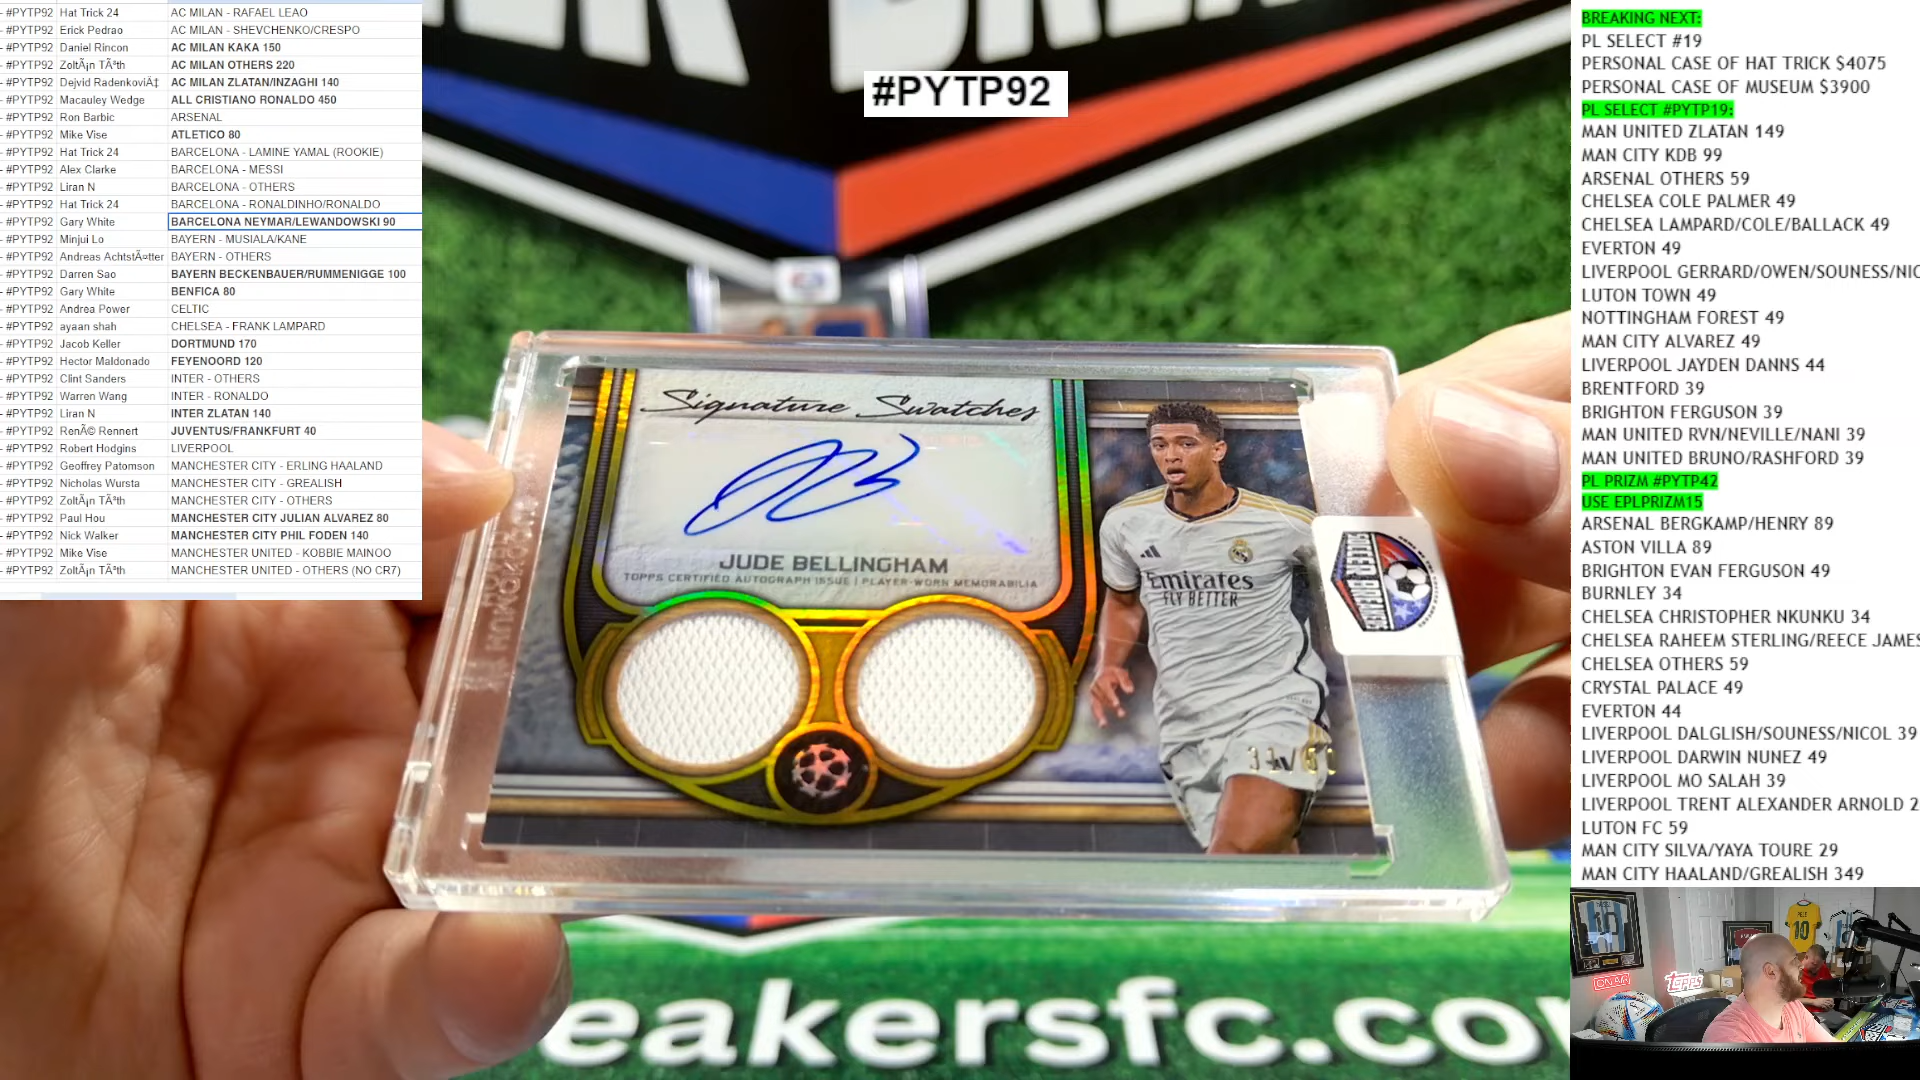 - #PYTP92 Hat Trick 24 AC MILAN - RAFAEL LEAO
- #PYTP92 Erick Pedrao AC MILAN - SHEVCHENKO/CRESPO
- #PYTP92 Daniel Rincon AC MILAN KAKA 150
- #PYTP92 ZoltÃ¡n TÃ³th AC MILAN OTHERS 220
- #PYTP92 Dejvid RadenkoviÄ‡ AC MILAN ZLATAN/INZAGHI 140
- #PYTP92 Macauley Wedge ALL CRISTIANO RONALDO 450
- #PYTP92 Ron Barbic ARSENAL
- #PYTP92 Mike Vise ATLETICO 80
- #PYTP92 Hat Trick 24 BARCELONA - LAMINE YAMAL (ROOKIE)
- #PYTP92 Alex Clarke BARCELONA - MESSI
- #PYTP92 Liran N BARCELONA - OTHERS
- #PYTP92 Hat Trick 24 BARCELONA - RONALDINHO/RONALDO
- #PYTP92 Gary White BARCELONA NEYMAR/LEWANDOWSKI 90
- #PYTP92 Minjui Lo BAYERN - MUSIALA/KANE
- #PYTP92 Andreas AchtstÃ¤tter BAYERN - OTHERS
- #PYTP92 Darren Sao BAYERN BECKENBAUER/RUMMENIGGE 100
- #PYTP92 Gary White BENFICA 80
- #PYTP92 Andrea Power CELTIC
- #PYTP92 ayaan shah CHELSEA - FRANK LAMPARD
- #PYTP92 Jacob Keller DORTMUND 170
- #PYTP92 Hector Maldonado FEYENOORD 120
- #PYTP92 Clint Sanders INTER - OTHERS
- #PYTP92 Warren Wang INTER - RONALDO
- #PYTP92 Liran N INTER ZLATAN 140
- #PYTP92 RenÃ© Rennert JUVENTUS/FRANKFURT 40
- #PYTP92 Robert Hodgins LIVERPOOL
- #PYTP92 Geoffrey Patomson MANCHESTER CITY - ERLING HAALAND
- #PYTP92 Nicholas Wursta MANCHESTER CITY - GREALISH
- #PYTP92 ZoltÃ¡n TÃ³th MANCHESTER CITY - OTHERS
- #PYTP92 Paul Hou MANCHESTER CITY JULIAN ALVAREZ 80
- #PYTP92 Nick Walker MANCHESTER CITY PHIL FODEN 140
- #PYTP92 Mike Vise MANCHESTER UNITED - KOBBIE MAINOO
- #PYTP92 ZoltÃ¡n TÃ³th MANCHESTER UNITED - OTHERS (NO CR7)
#PYTP92
Signature Swatches
JUDE BELLINGHAM
TOPPS CERTIFIED AUTOGRAPH ISSUE | PLAYER-WORN MEMORABILIA
Emirates
FLY BETTER
SOCCER BREAKERS
eakersfc.co
BREAKING NEXT:
PL SELECT #19
PERSONAL CASE OF HAT TRICK $4075
PERSONAL CASE OF MUSEUM $3900
PL SELECT #PYTP19:
MAN UNITED ZLATAN 149
MAN CITY KDB 99
ARSENAL OTHERS 59
CHELSEA COLE PALMER 49
CHELSEA LAMPARD/COLE/BALLACK 49
EVERTON 49
LIVERPOOL GERRARD/OWEN/SOUNESS/NIC
LUTON TOWN 49
NOTTINGHAM FOREST 49
MAN CITY ALVAREZ 49
LIVERPOOL JAYDEN DANNS 44
BRENTFORD 39
BRIGHTON FERGUSON 39
MAN UNITED RVN/NEVILLE/NANI 39
MAN UNITED BRUNO/RASHFORD 39
PL PRIZM #PYTP42
USE EPLPRIZM15
ARSENAL BERGKAMP/HENRY 89
ASTON VILLA 89
BRIGHTON EVAN FERGUSON 49
BURNLEY 34
CHELSEA CHRISTOPHER NKUNKU 34
CHELSEA RAHEEM STERLING/REECE JAMES
CHELSEA OTHERS 59
CRYSTAL PALACE 49
EVERTON 44
LIVERPOOL DALGLISH/SOUNESS/NICOL 39
LIVERPOOL DARWIN NUNEZ 49
LIVERPOOL MO SALAH 39
LIVERPOOL TRENT ALEXANDER ARNOLD 2
LUTON FC 59
MAN CITY SILVA/YAYA TOURE 29
MAN CITY HAALAND/GREALISH 349
ON AIR
TOPPS
10
10